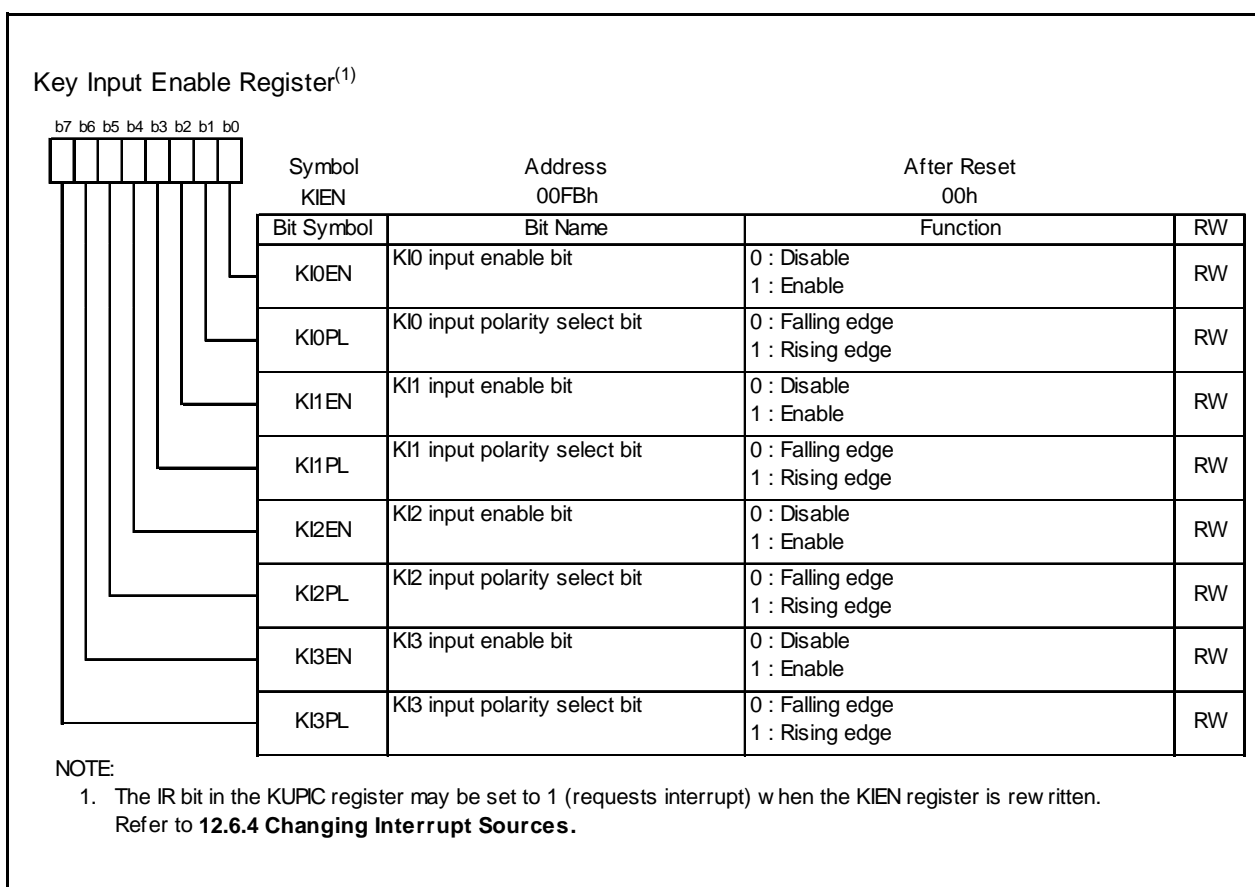 Key Input Enable Register(1)
b7 b6 b5 b4 b3 b2 b1 b0
Symbol Address After Reset
KIEN 00FBh 00h
Bit Symbol Bit Name Function RW
KI0EN KI0 input enable bit 0 : Disable
1 : Enable RW
KI0PL KI0 input polarity select bit 0 : Falling edge
1 : Rising edge RW
KI1EN KI1 input enable bit 0 : Disable
1 : Enable RW
KI1PL KI1 input polarity select bit 0 : Falling edge
1 : Rising edge RW
KI2EN KI2 input enable bit 0 : Disable
1 : Enable RW
KI2PL KI2 input polarity select bit 0 : Falling edge
1 : Rising edge RW
KI3EN KI3 input enable bit 0 : Disable
1 : Enable RW
KI3PL KI3 input polarity select bit 0 : Falling edge
1 : Rising edge RW
NOTE:
1. The IR bit in the KUPIC register may be set to 1 (requests interrupt) when the KIEN register is rewritten.
Refer to 12.6.4 Changing Interrupt Sources.